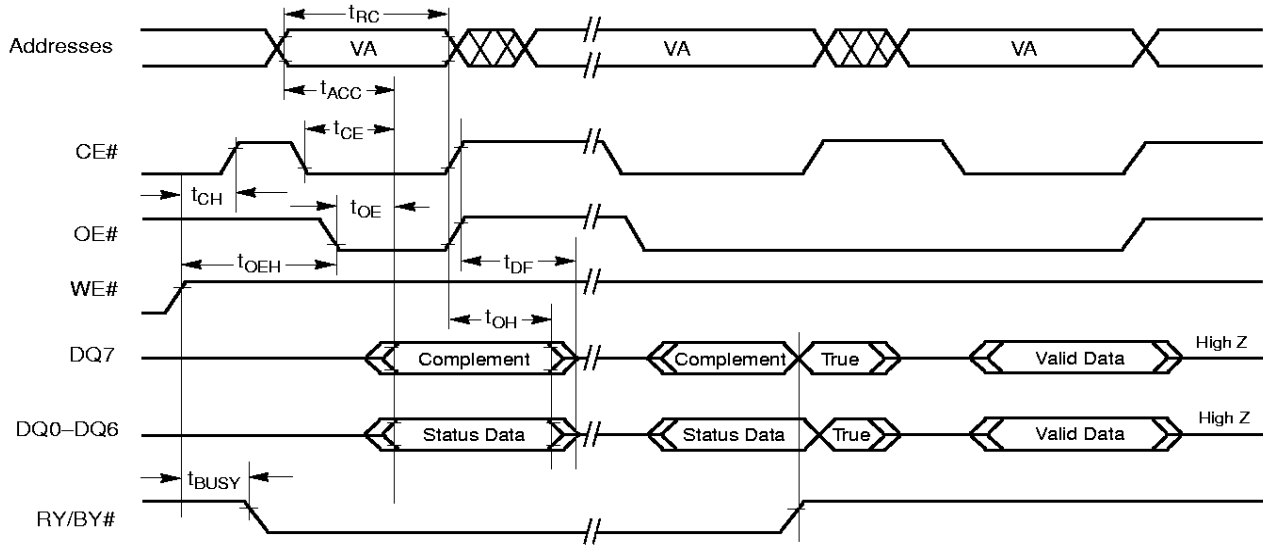 tRC
Addresses VA VA VA
tACC
tCE
CE#
tCH
tOE
OE#
tOEH tDF
WE#
tOH
DQ7 Complement Complement True Valid Data High Z
DQ0–DQ6 Status Data Status Data True Valid Data High Z
tBUSY
RY/BY#